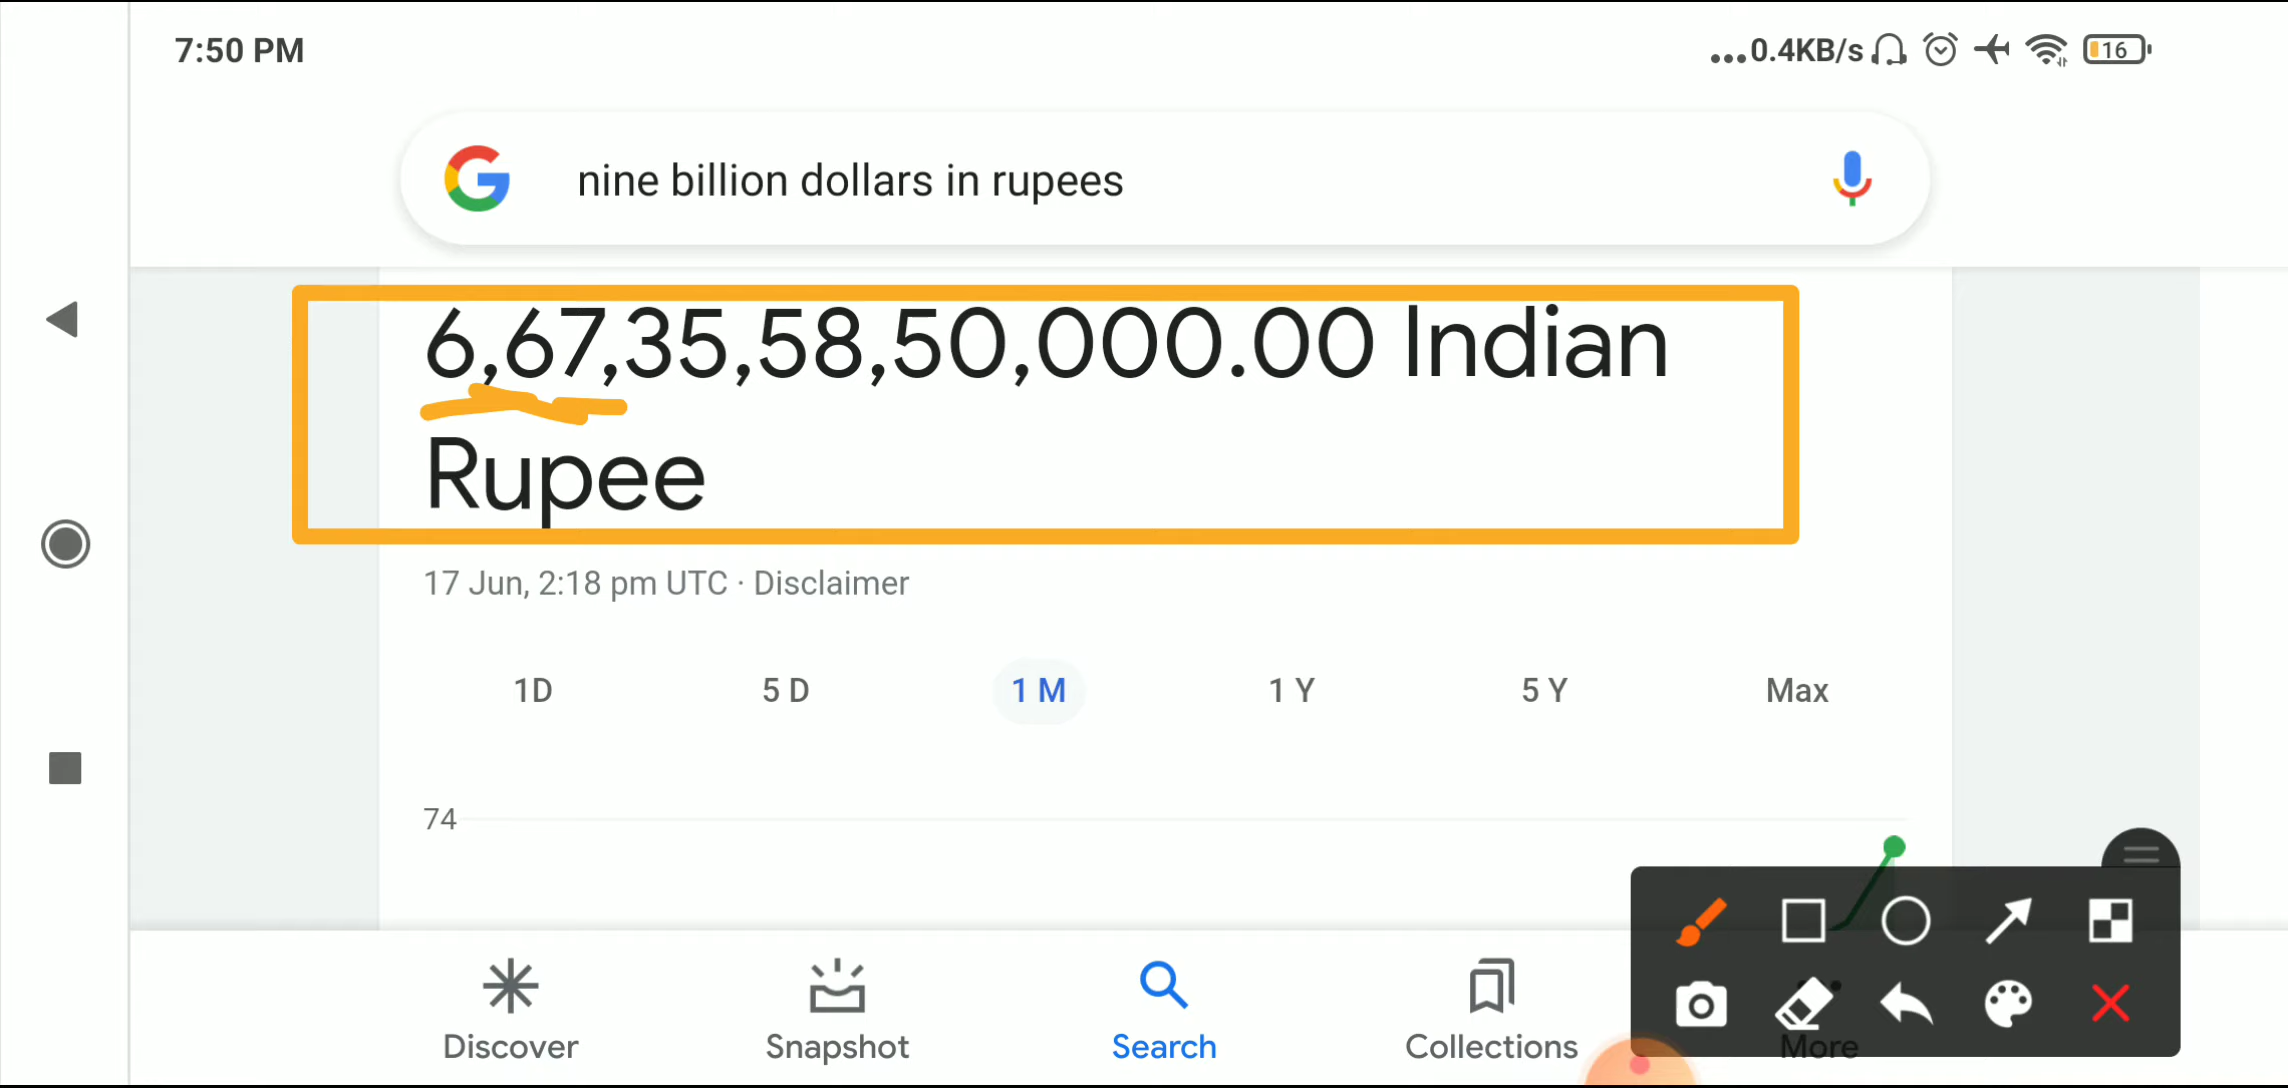 7:50 PM
...0.4KB/s 16
nine billion dollars in rupees
6,67,35,58,50,000.00 Indian
Rupee
17 Jun, 2:18 pm UTC · Disclaimer
1D 5 D 1 M 1 Y 5 Y Max
74
Discover Snapshot Search Collections More